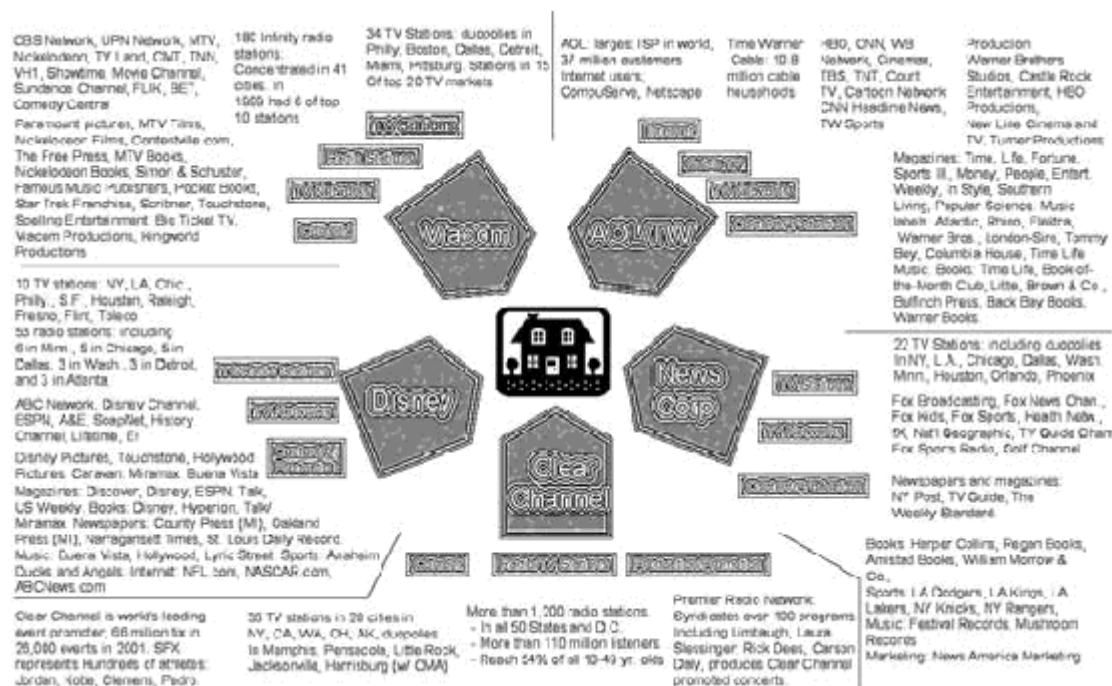 CBS Network, UPN Network, MTV,
Nickelodeon, TV Land, CMT, TNN,
VH1, Showtime, Movie Channel,
Sundance Channel, FLIX, BET,
Comedy Central
Paramount pictures, MTV Films,
Nickelodeon Films, Contentville.com,
The Free Press, MTV Books,
Nickelodeon Books, Simon & Schuster,
Famous Music Publishers, Pocket Books,
Star Trek Franchise, Scribner, Touchstone,
Spelling Entertainment, Big Ticket TV,
Viacom Productions, Kingworld
Productions
180 Infinity radio
stations:
Concentrated in 41
cities. In
1999 had 6 of top
10 stations
34 TV Stations: duopolies in
Philly, Boston, Dallas, Detroit,
Miami, Pitsburg. Stations in 15
Of top 20 TV markets
AOL: largest ISP in world,
37 million customers
Internet users;
CompuServe, Netscape
Time Warner
Cable: 10.8
million cable
households
HBO, CNN, WB
Network, Cinemax,
TBS, TNT, Court
TV, Cartoon Network
CNN Headline News,
TW Sports
Production
Warner Brothers
Studios, Castle Rock
Entertainment, HBO
Productions,
New Line Cinema and
TV, Turner Productions
Magazines: Time, Life, Fortune,
Sports Ill., Money, People, Entert.
Weekly, In Style, Southern
Living, Popular Science. Music
labels: Atlantic, Rhino, Elektra,
Warner Bros., London-Sire, Tommy
Boy, Columbia House, Time Life
Music. Books: Time Life, Book-of-
the-Month Club, Little, Brown & Co.,
Bulfinch Press, Back Bay Books,
Warner Books
Viacom
AOL/TW
10 TV stations: NY, LA, Chic.,
Philly., S.F., Houston, Raleigh,
Fresno, Flint, Toledo
55 radio stations: including
6 in Minn., 5 in Chicago, 5 in
Dallas, 3 in Wash., 3 in Detroit,
and 3 in Atlanta
ABC Network, Disney Channel,
ESPN, A&E, SoapNet, History
Channel, Lifetime, E!
Disney Pictures, Touchstone, Hollywood
Pictures, Caravan, Miramax, Buena Vista
Magazines: Discover, Disney, ESPN, Talk,
US Weekly. Books: Disney, Hyperion, Talk/
Miramax. Newspapers: County Press (MI), Oakland
Press (MI), Narragansett Times, St. Louis Daily Record.
Music: Buena Vista, Hollywood, Lyric Street. Sports: Anaheim
Ducks and Angels. Internet: NFL.com, NASCAR.com,
ABCNews.com
Disney
News
Corp
Clear
Channel
22 TV Stations: including duopolies
In NY, L.A., Chicago, Dallas, Wash.
Minn., Houston, Orlando, Phoenix
Fox Broadcasting, Fox News Chan.,
Fox Kids, Fox Sports, Health Netw.,
FX, Nat'l Geographic, TV Guide Chan
Fox Sports Radio, Golf Channel
Newspapers and magazines:
NY Post, TV Guide, The
Weekly Standard
Books: Harper Collins, Regan Books,
Amistad Books, William Morrow &
Co.,
Sports: LA Dodgers, LA Kings, LA
Lakers, NY Knicks, NY Rangers,
Music: Festival Records, Mushroom
Records
Marketing: News America Marketing
Clear Channel is world's leading
event promoter, 66 million fix in
26,000 events in 2001. SFX
represents hundreds of athletes:
Jordan, Kobe, Clemens, Pedro.
TV stations in
NY, CA, WA, OH, AK, duopolies
In Memphis, Pensacola, Little Rock,
Jacksonville, Harrisburg (w/ CMA)
More than 1,200 radio stations.
- In all 50 States and D.C.
- More than 110 million listeners
- Reach 54% of all 18-49 yr. olds
Premier Radio Network:
Syndicates over 100 programs
Including Limbaugh, Laura
Slessinger, Rick Dees, Carson
Daly, produces Clear Channel
promoted concerts.